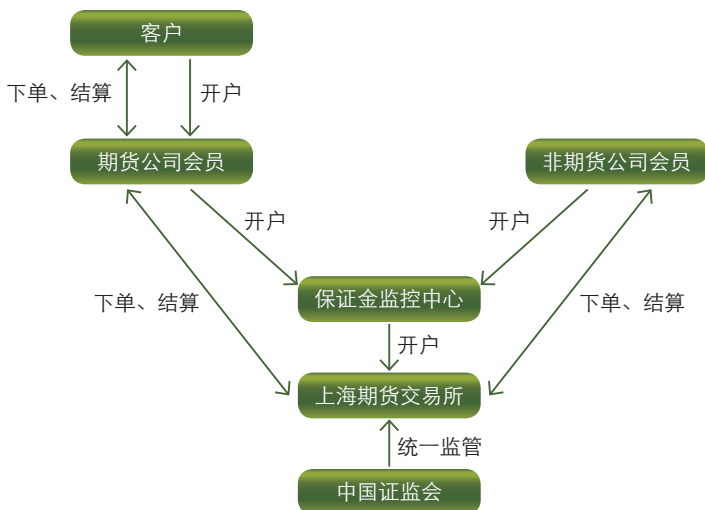 客户
下单、结算
开户
期货公司会员
非期货公司会员
开户
开户
保证金监控中心
下单、结算
下单、结算
开户
上海期货交易所
统一监管
中国证监会